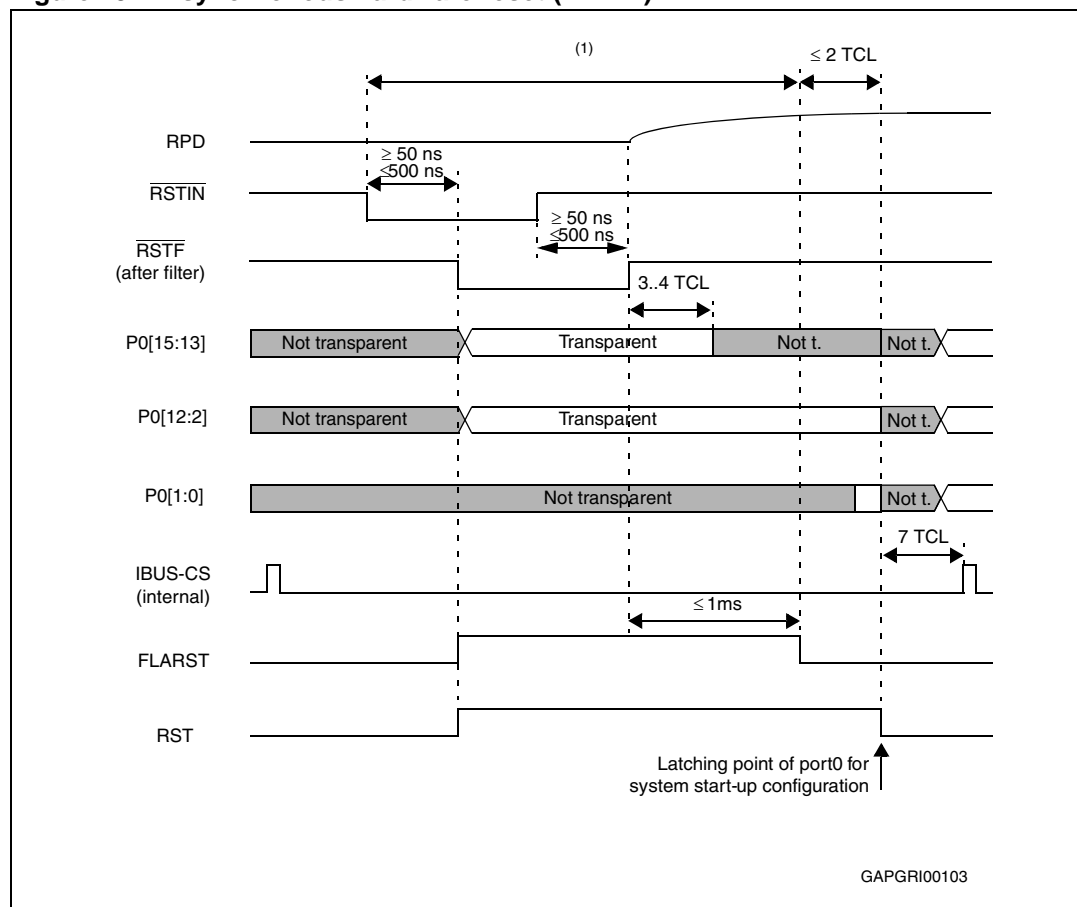 (1)
≤ 2 TCL
RPD
≥ 50 ns
≤500 ns
RSTIN
≥ 50 ns
≤500 ns
RSTF
(after filter)
3..4 TCL
P0[15:13]
Not transparent
Transparent
Not t.
Not t.
P0[12:2]
Not transparent
Transparent
Not t.
P0[1:0]
Not transparent
Not t.
7 TCL
IBUS-CS
(internal)
≤ 1ms
FLARST
RST
Latching point of port0 for
system start-up configuration
GAPGRI00103